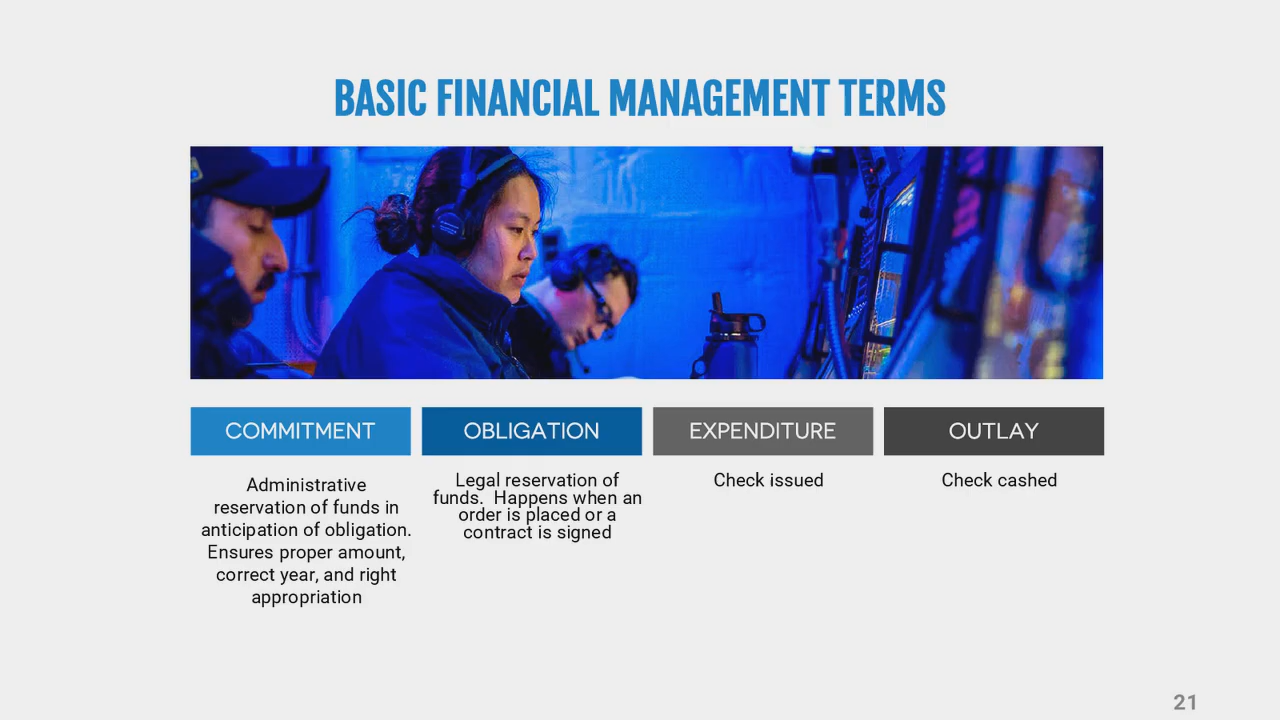 BASIC FINANCIAL MANAGEMENT TERMS
COMMITMENT
Administrative
reservation of funds in
anticipation of obligation.
Ensures proper amount,
correct year, and right
appropriation
OBLIGATION
Legal reservation of
funds.  Happens when an
order is placed or a
contract is signed
EXPENDITURE
Check issued
OUTLAY
Check cashed
21